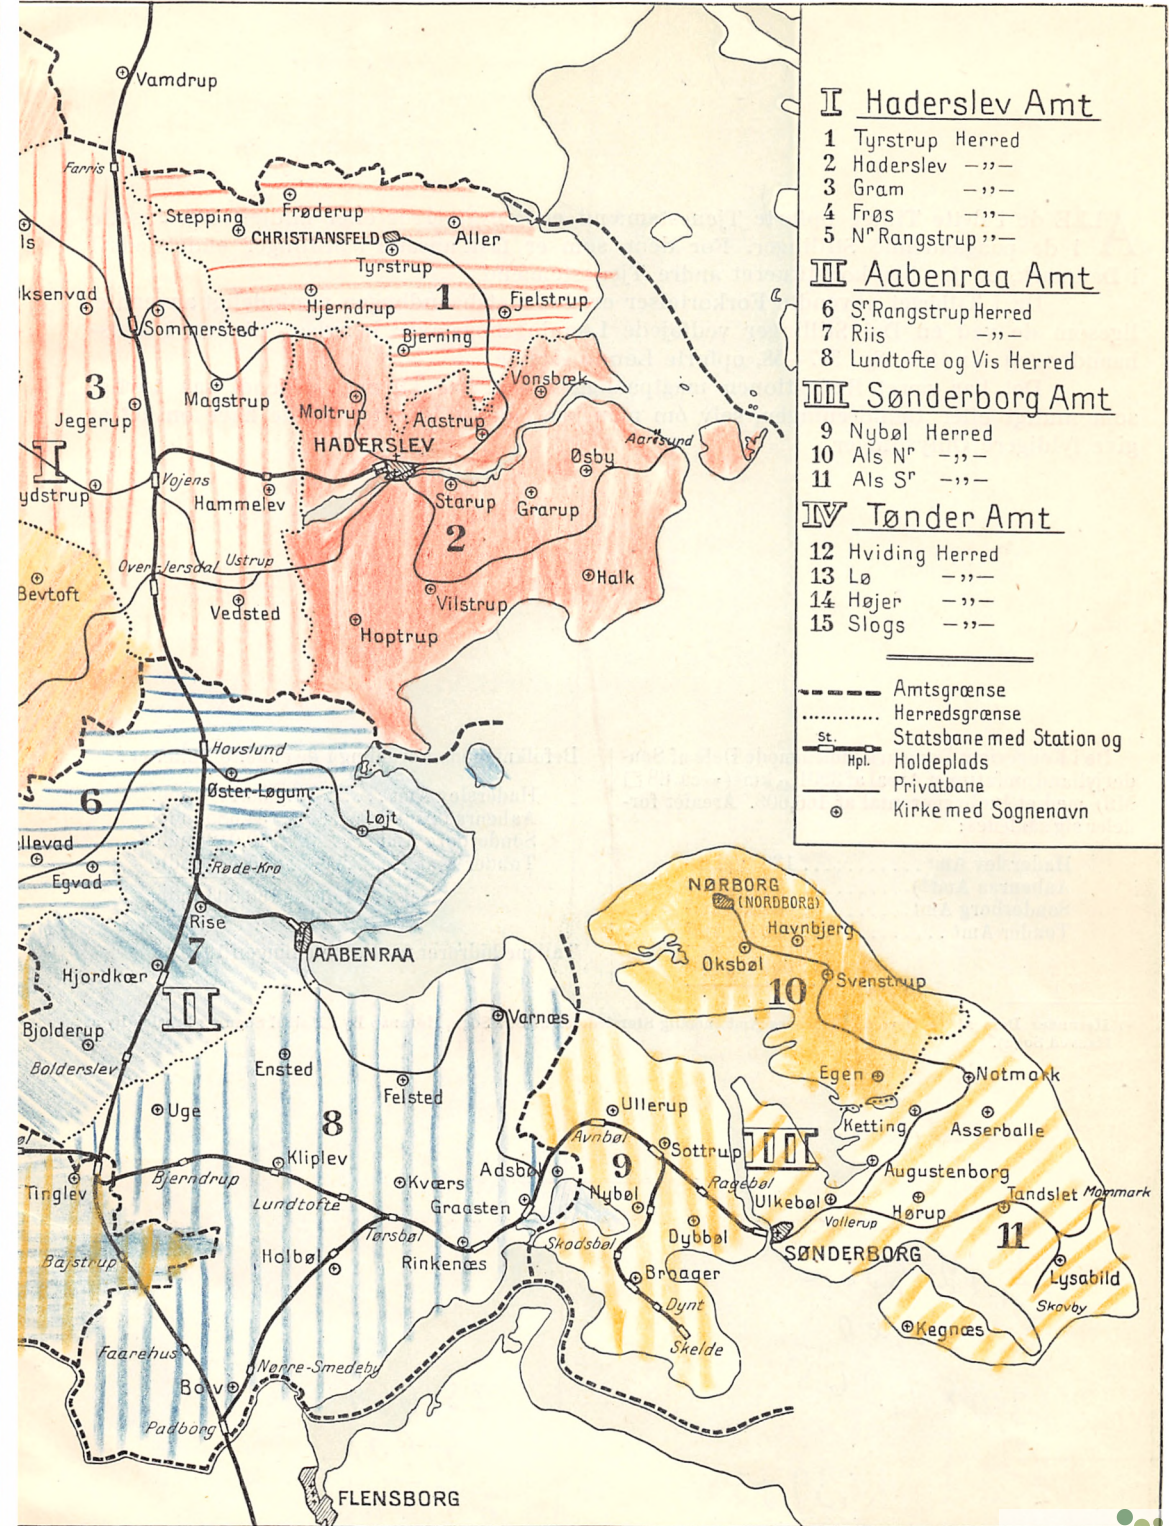 I Haderslev Amt
1 Tyrstrup Herred
2 Haderslev —„—
3 Gram —„—
4 Frøs —„—
5 Nr Rangstrup „—
II Aabenraa Amt
6 Sr Rangstrup Herred
7 Riis —„—
8 Lundtofte og Vis Herred
III Sønderborg Amt
9 Nybøl Herred
10 Als Nr —„—
11 Als Sr —„—
IV Tønder Amt
12 Hviding Herred
13 Lø —„—
14 Højer —„—
15 Slogs —„—
Amtsgrænse
Herredsgrænse
St. Statsbane med Station og
Hpl. Holdeplads
Privatbane
Kirke med Sognenavn
Vamdrup
Farris
Stepping
Frøderup
CHRISTIANSFELD
Aller
Tyrstrup
ls
ksenvad
Hjerndrup
1
Fjelstrup
Sommersted
Bjerning
3
Magstrup
Vonsbæk
Moltrup
Jegerup
Aastrup
HADERSLEV
Aarøsund
I
Øsby
Vojens
ydstrup
Hammelev
Starup
Grarup
2
Over-Jersdal
Ustrup
Halk
Bevtoft
Vedsted
Vilstrup
Hoptrup
Hovslund
6
Øster-Løgum
Løjt
llevad
Røde-Kro
Egvad
NØRBORG
(NORDBORG)
Rise
Havnbjerg
7
AABENRAA
Oksbøl
Hjordkær
Svenstrup
II
10
Varnæs
Bjolderup
Bolderslev
Ensted
Egen
Notmark
Felsted
Uge
8
Ullerup
Ketting
Asserballe
Avnbøl
III
øl
Sottrup
Kliplev
9
Adsbøl
Augustenborg
Bjerndrup
Tinglev
Kværs
Ragebøl
Nybøl
Ulkebøl
Tandslet
Mommark
Lundtofte
Graasten
Hørup
Vollerup
11
Tørsbøl
Skodsbøl
Dybbøl
SØNDERBORG
Bajstrup
Holbøl
Rinkenæs
Broager
Lysabild
Dynt
Skovby
Kegnæs
Faarehus
Skelde
Nørre-Smedeby
Bov
Padborg
FLENSBORG